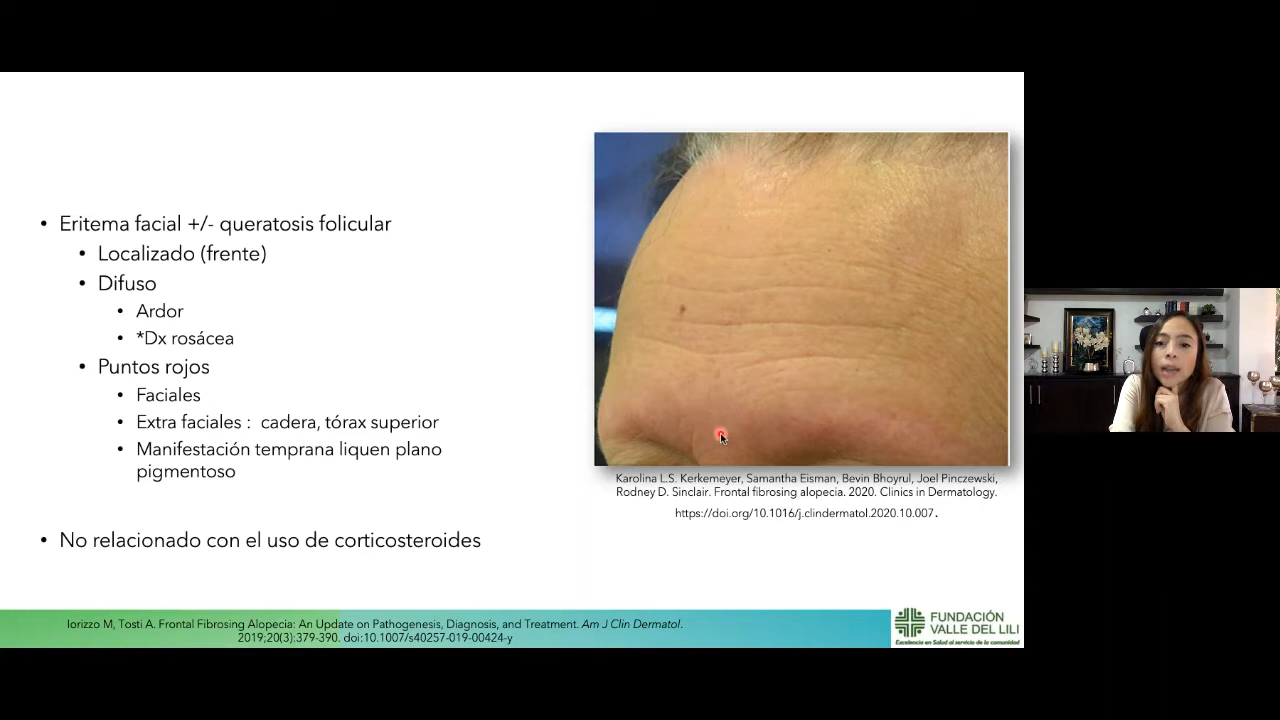 Eritema facial +/- queratosis folicular
Localizado (frente)
Difuso
Ardor
*Dx rosácea
Puntos rojos
Faciales
Extra faciales : cadera, tórax superior
Manifestación temprana liquen plano
pigmentoso
No relacionado con el uso de corticosteroides
Karolina L.S. Kerkemeyer, Samantha Eisman, Bevin Bhoyrul, Joel Pinczewski,
Rodney D. Sinclair. Frontal fibrosing alopecia. 2020. Clinics in Dermatology.
https://doi.org/10.1016/j.clindermatol.2020.10.007.
Iorizzo M, Tosti A. Frontal Fibrosing Alopecia: An Update on Pathogenesis, Diagnosis, and Treatment. Am J Clin Dermatol.
2019;20(3):379-390. doi:10.1007/s40257-019-00424-y
FUNDACIÓN
VALLE DEL LILI
Excelencia en Salud al servicio de la comunidad